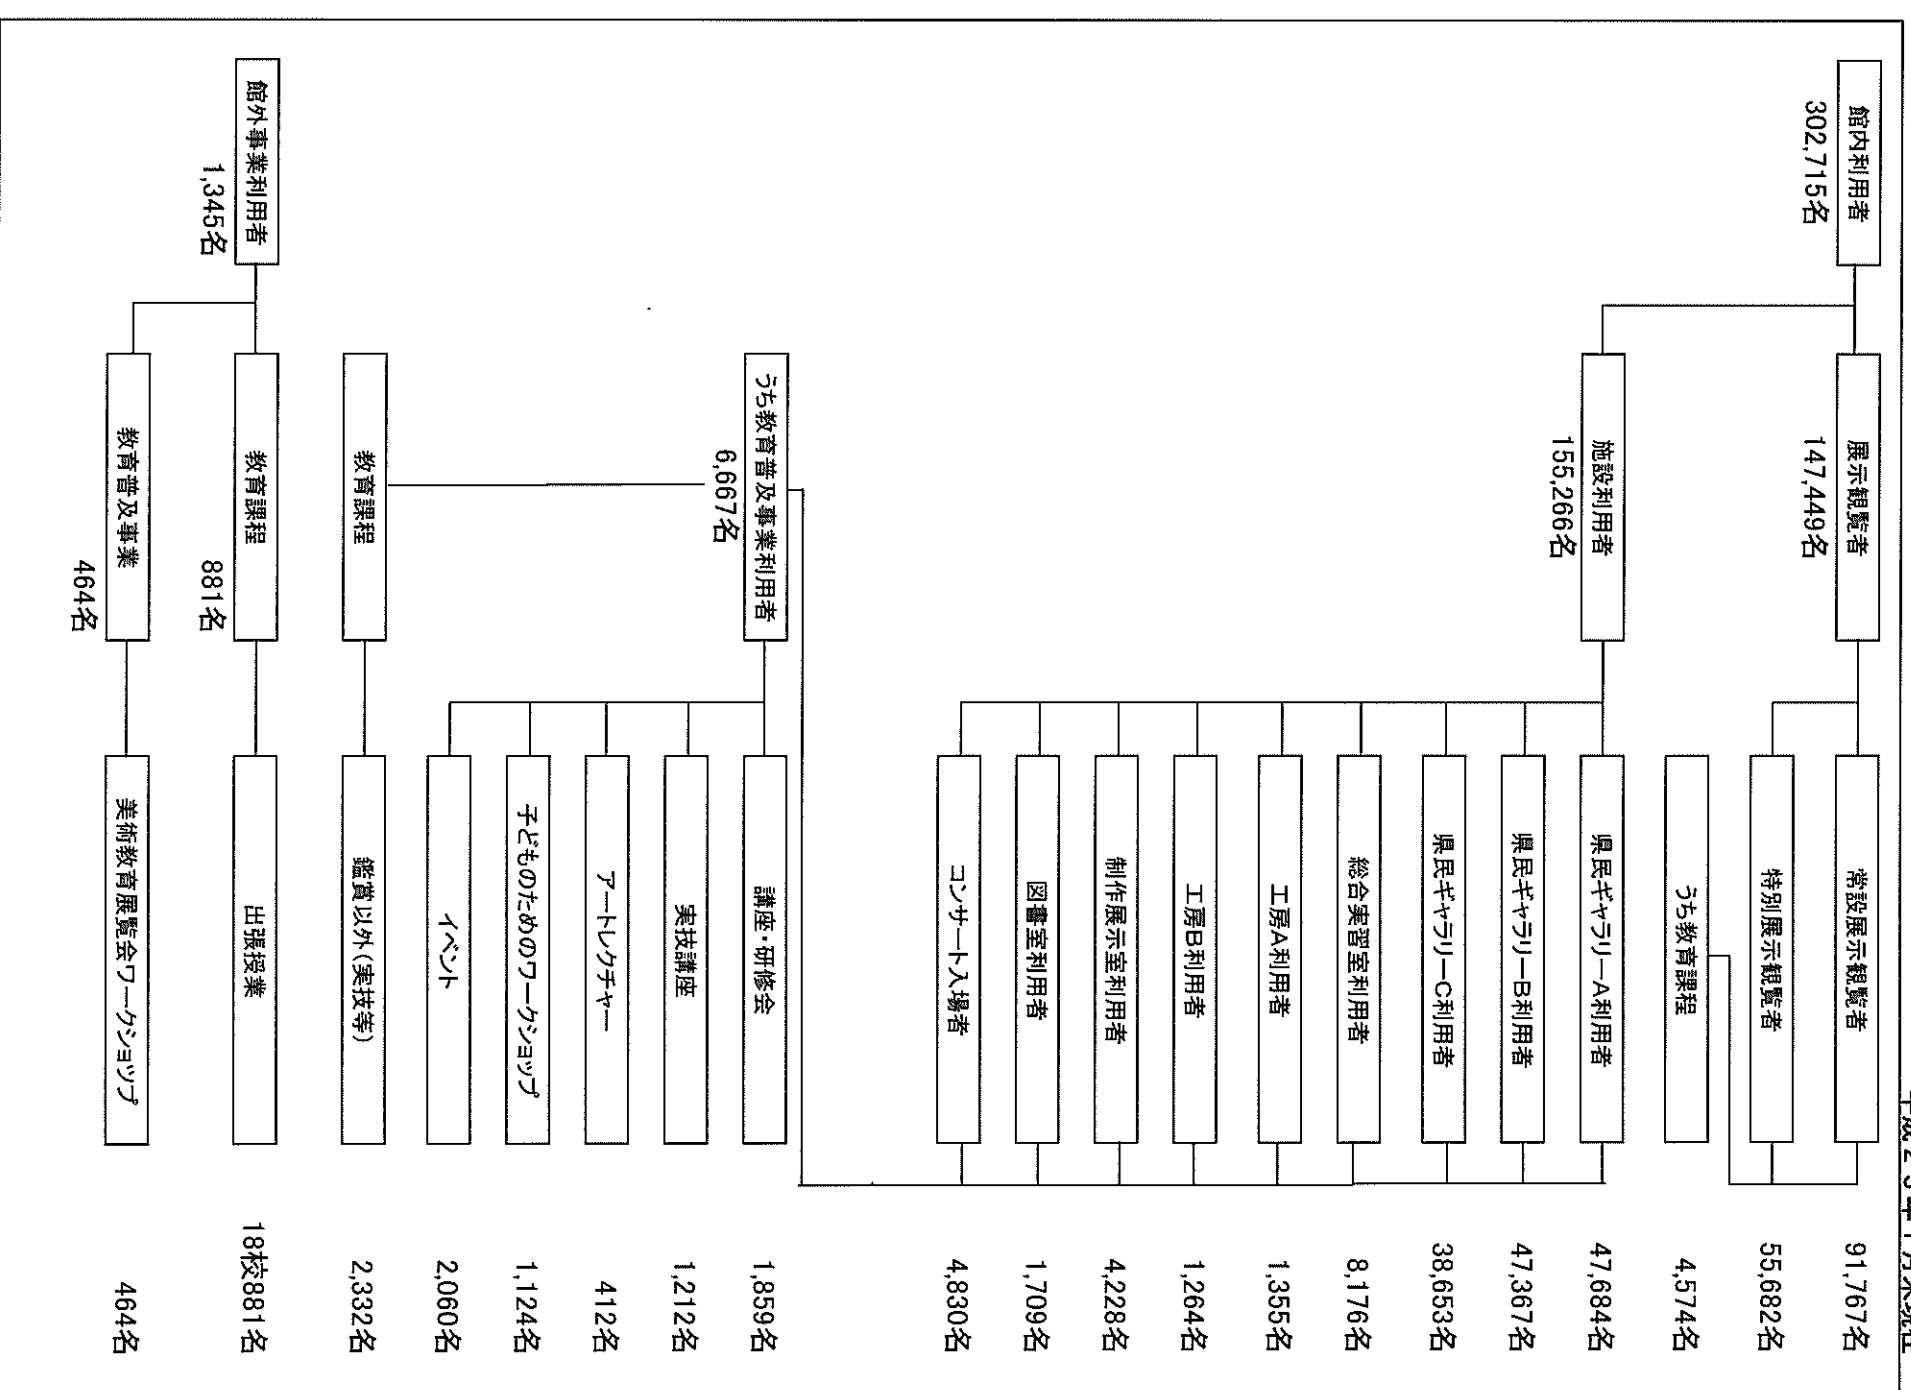 館内利用者
302,715名
展示観覧者
147,449名
常設展示観覧者
91,767名
特別展示観覧者
55,682名
うち教育課程
4,574名
施設利用者
155,266名
県民ギャラリーA利用者
47,684名
県民ギャラリーB利用者
47,367名
県民ギャラリーC利用者
38,653名
総合実習室利用者
8,176名
工房A利用者
1,355名
工房B利用者
1,264名
制作展示室利用者
4,228名
図書室利用者
1,709名
コンサート入場者
4,830名
うち教育普及事業利用者
6,667名
講座・研修会
1,859名
実技講座
1,212名
アートレクチャー
412名
子どものためのワークショップ
1,124名
イベント
2,060名
教育課程
鑑賞以外(実技等)
2,332名
館外事業利用者
1,345名
教育課程
881名
出張授業
18校881名
教育普及事業
464名
美術教育展覧会ワークショップ
464名